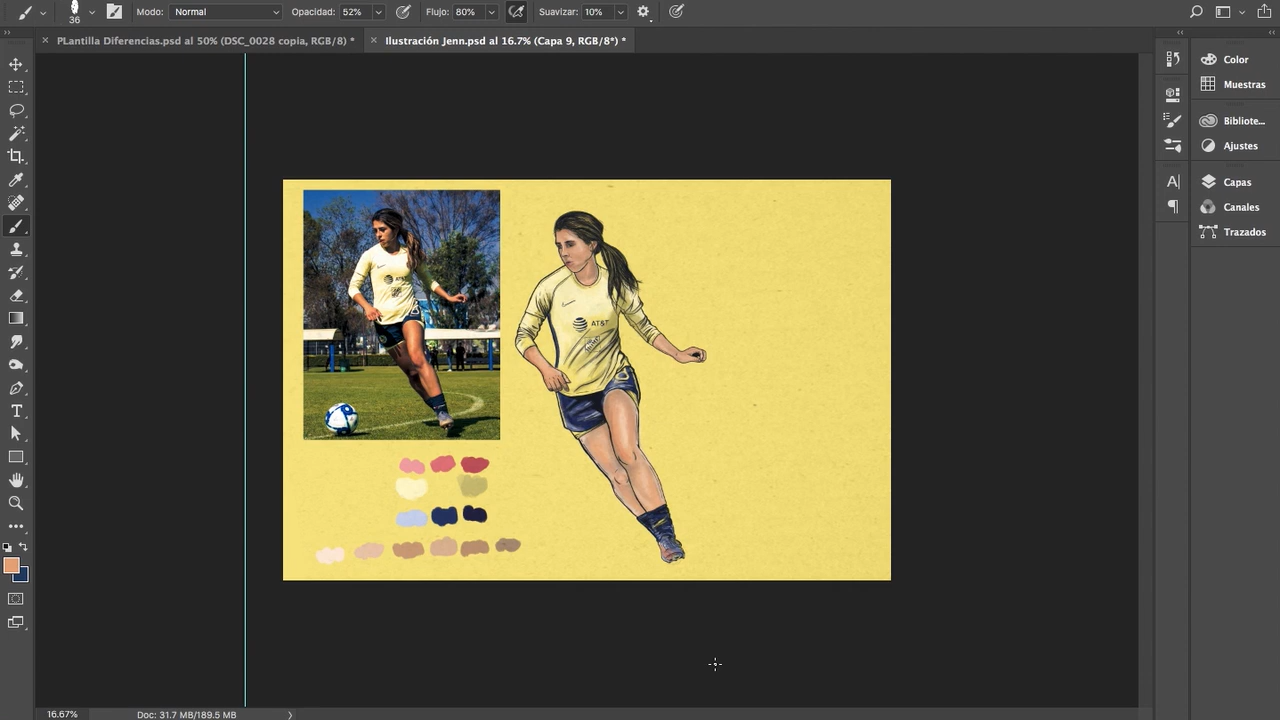 36
Modo: Normal
Opacidad: 52%
Flujo: 80%
Suavizar: 10%
PLantilla Diferencias.psd al 50% (DSC_0028 copia, RGB/8) *
Ilustración Jenn.psd al 16.7% (Capa 9, RGB/8*) *
Color
Muestras
Bibliote...
Ajustes
Capas
Canales
Trazados
AT&T
16.67%
Doc: 31.7 MB/189.5 MB